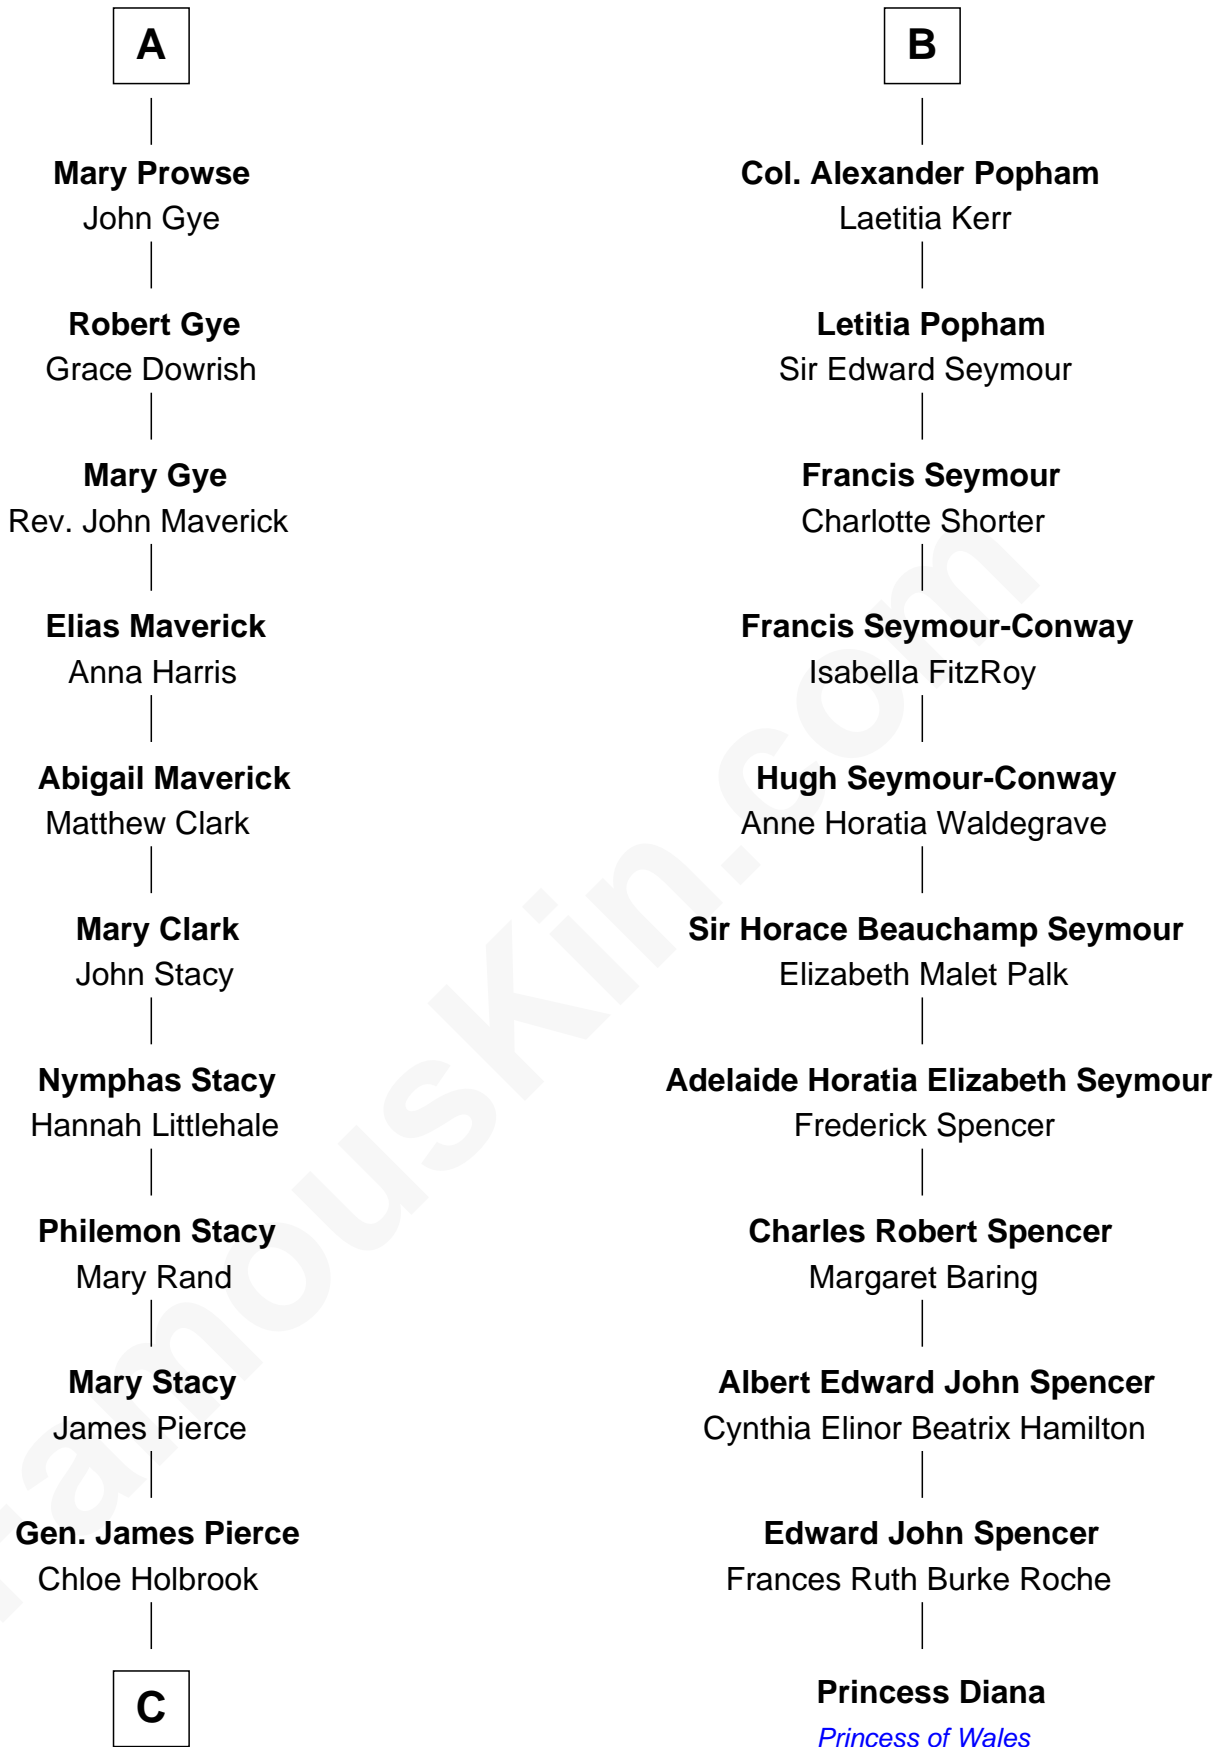 A
Mary Prowse
John Gye
Robert Gye
Grace Dowrish
Mary Gye
Rev. John Maverick
Elias Maverick
Anna Harris
Abigail Maverick
Matthew Clark
Mary Clark
John Stacy
Nymphas Stacy
Hannah Littlehale
Philemon Stacy
Mary Rand
Mary Stacy
James Pierce
Gen. James Pierce
Chloe Holbrook
C
B
Col. Alexander Popham
Laetitia Kerr
Letitia Popham
Sir Edward Seymour
Francis Seymour
Charlotte Shorter
Francis Seymour-Conway
Isabella FitzRoy
Hugh Seymour-Conway
Anne Horatia Waldegrave
Sir Horace Beauchamp Seymour
Elizabeth Malet Palk
Adelaide Horatia Elizabeth Seymour
Frederick Spencer
Charles Robert Spencer
Margaret Baring
Albert Edward John Spencer
Cynthia Elinor Beatrix Hamilton
Edward John Spencer
Frances Ruth Burke Roche
Princess Diana
Princess of Wales
FamousKin.com